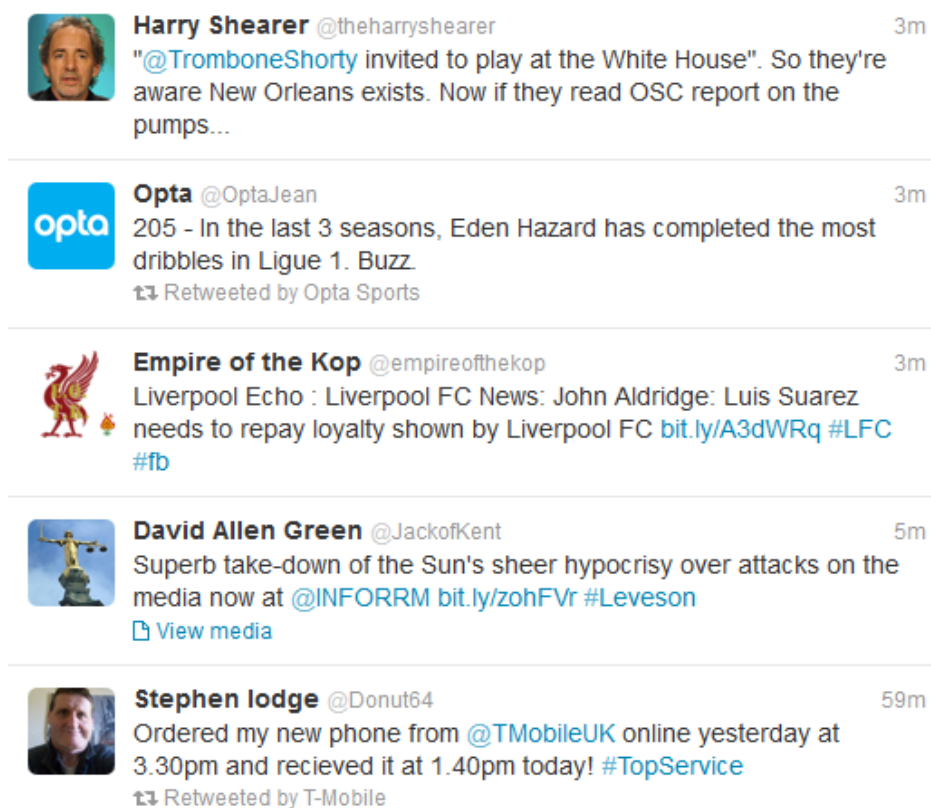 Harry Shearer @theharryshearer 3m
"@TromboneShorty invited to play at the White House". So they're
aware New Orleans exists. Now if they read OSC report on the
pumps...
opta
Opta @OptaJean 3m
205 - In the last 3 seasons, Eden Hazard has completed the most
dribbles in Ligue 1. Buzz.
Retweeted by Opta Sports
Empire of the Kop @empireofthekop 3m
Liverpool Echo : Liverpool FC News: John Aldridge: Luis Suarez
needs to repay loyalty shown by Liverpool FC bit.ly/A3dWRq #LFC
#fb
David Allen Green @JackofKent 5m
Superb take-down of the Sun's sheer hypocrisy over attacks on the
media now at @INFORRM bit.ly/zohFVr #Leveson
View media
Stephen lodge @Donut64 59m
Ordered my new phone from @TMobileUK online yesterday at
3.30pm and recieved it at 1.40pm today! #TopService
Retweeted by T-Mobile